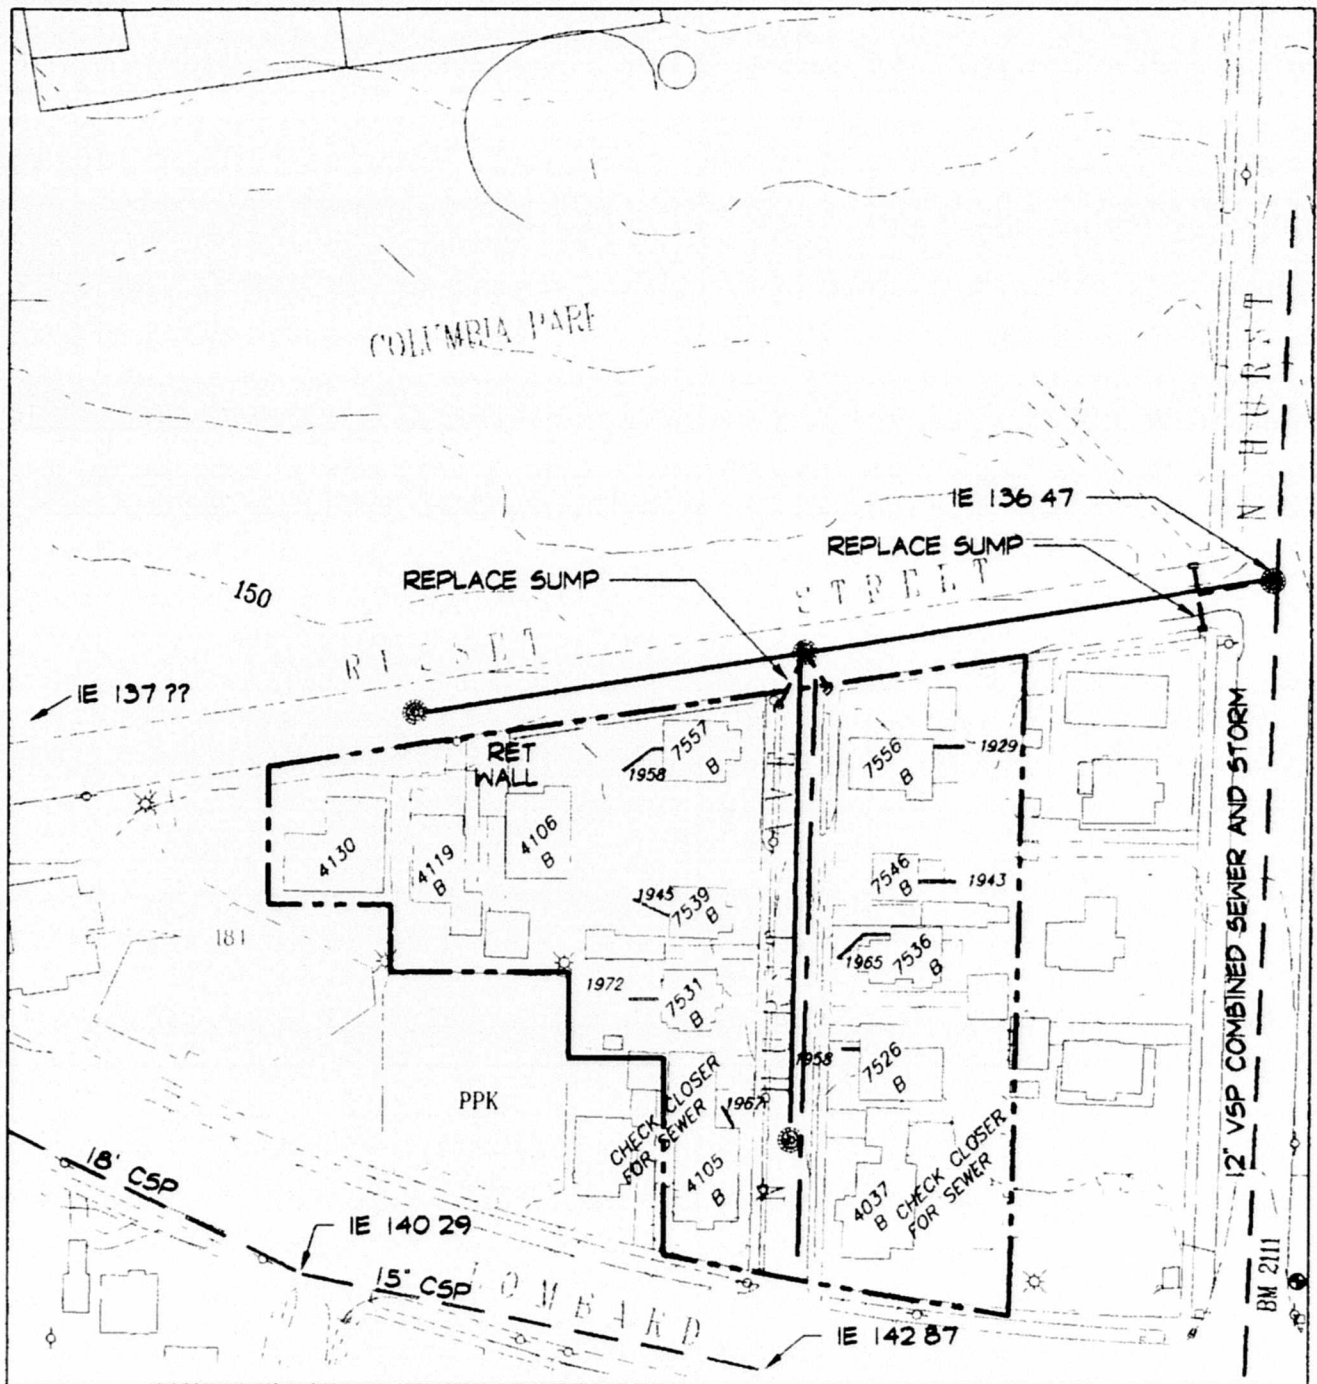 COLUMBIA PARK
N HURST
IE 136 47
REPLACE SUMP
REPLACE SUMP
150
STREET
IE 137 ??
RET
WALL
7557
B
1958
7556
B
1929
4130
4119
B
4106
B
7546
B
1943
1945
7539
B
181
1965
7536
B
1972
7531
B
1958
7526
B
12" VSP COMBINED SEWER AND STORM
PPK
CHECK CLOSER
FOR SEWER
1967
4105
B
4037
B
CHECK CLOSER
FOR SEWER
18" CSP
IE 140 29
15" CSP
LOMBARD
IE 142 87
BM 2111